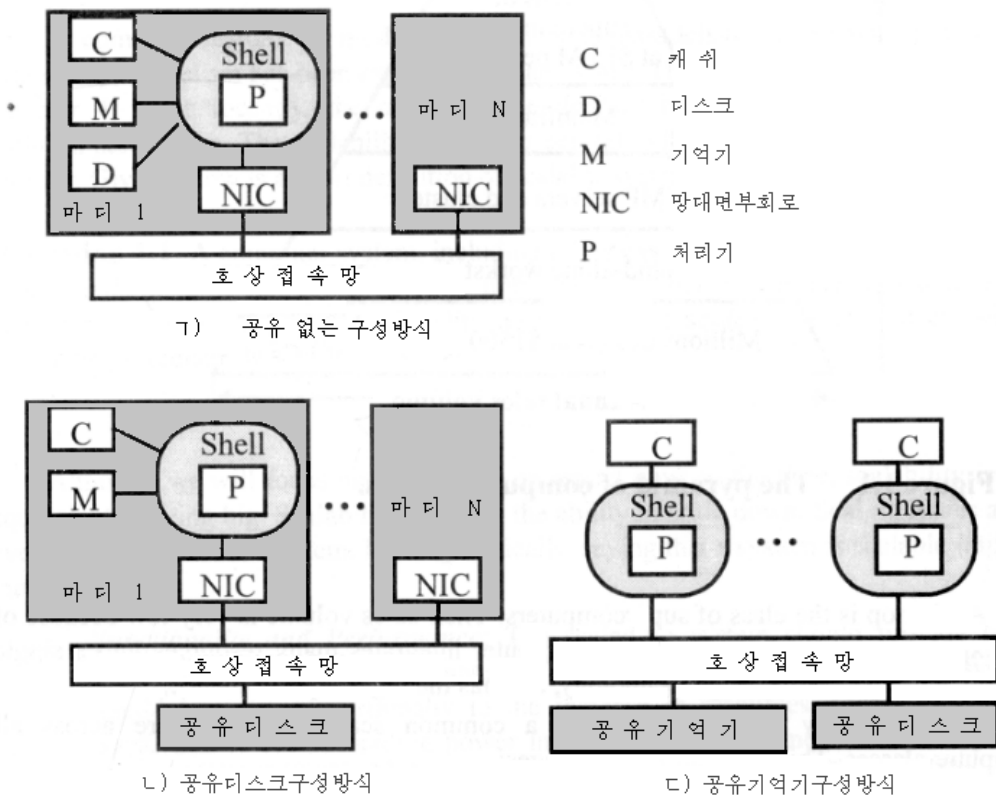 C
M
D
Shell
P
NIC
마디 1
...
마디 N
NIC
호상접속망
ㄱ) 공유 없는 구성방식
C 캐쉬
D 디스크
M 기억기
NIC 망대면부회로
P 처리기
C
M
Shell
P
NIC
마디 1
...
마디 N
NIC
호상접속망
공유디스크
ㄴ) 공유디스크구성방식
C
Shell
P
...
C
Shell
P
호상접속망
공유기억기
공유디스크
ㄷ) 공유기억기구성방식